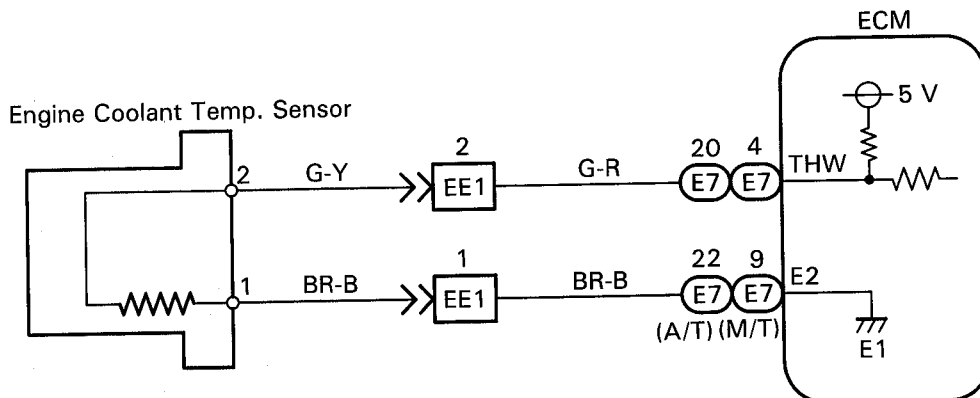 ECM
5 V
Engine Coolant Temp. Sensor
2
G-Y
2
EE1
G-R
20
E7
4
E7
THW
1
BR-B
1
EE1
BR-B
22
E7
9
E7
E2
(A/T) (M/T)
E1